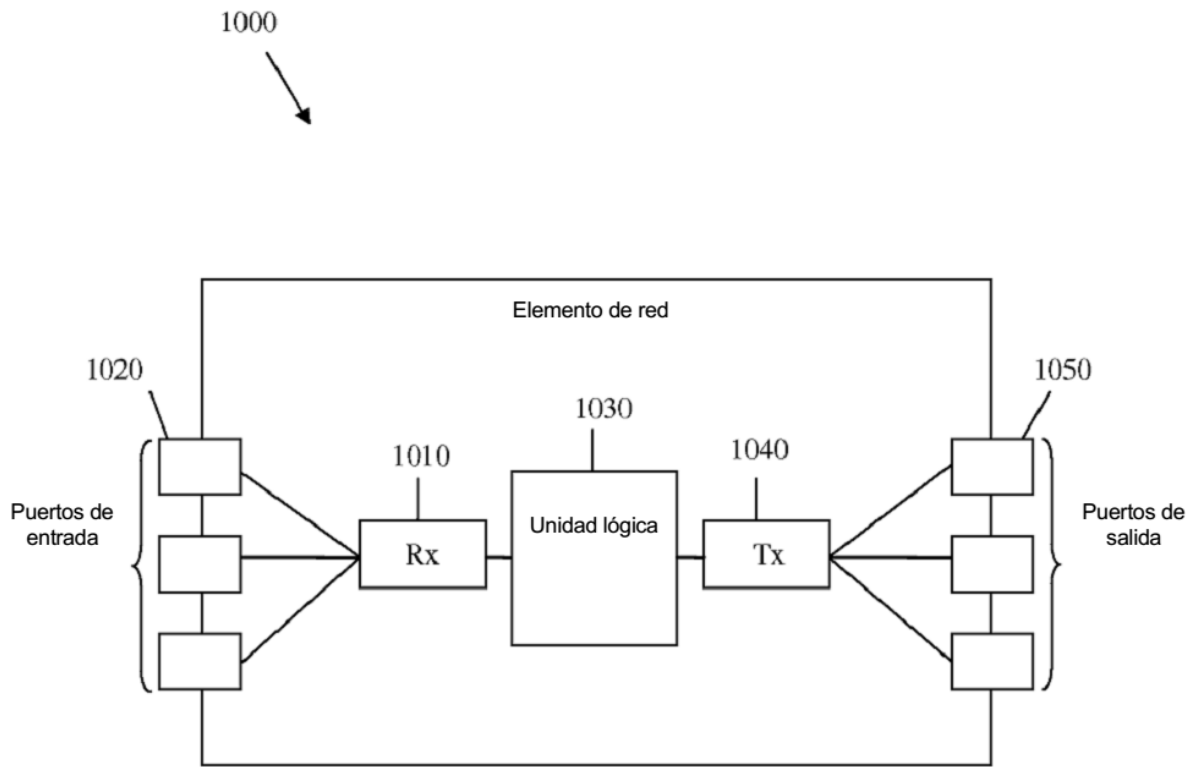 1000
Elemento de red
1020
1050
1030
1010
1040
Puertos de
entrada
Rx
Unidad lógica
Tx
Puertos de
salida